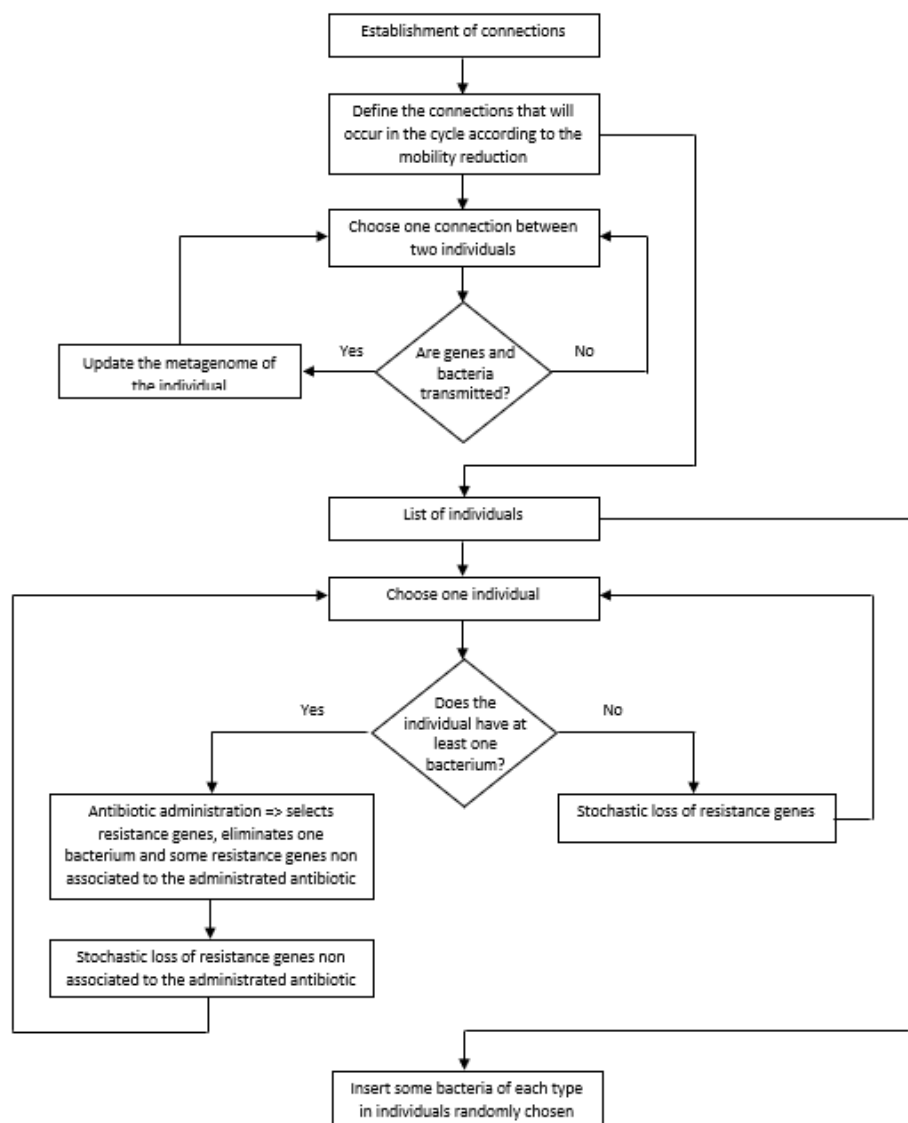 Establishment of connections
Define the connections that will
occur in the cycle according to the
mobility reduction
Choose one connection between
two individuals
Yes
Are genes and
bacteria
transmitted?
No
Update the metagenome of
the individual
List of individuals
Choose one individual
Yes
Does the
individual have at
least one
bacterium?
No
Antibiotic administration => selects
resistance genes, eliminates one
bacterium and some resistance genes non
associated to the administrated antibiotic
Stochastic loss of resistance genes
Stochastic loss of resistance genes non
associated to the administrated antibiotic
Insert some bacteria of each type
in individuals randomly chosen